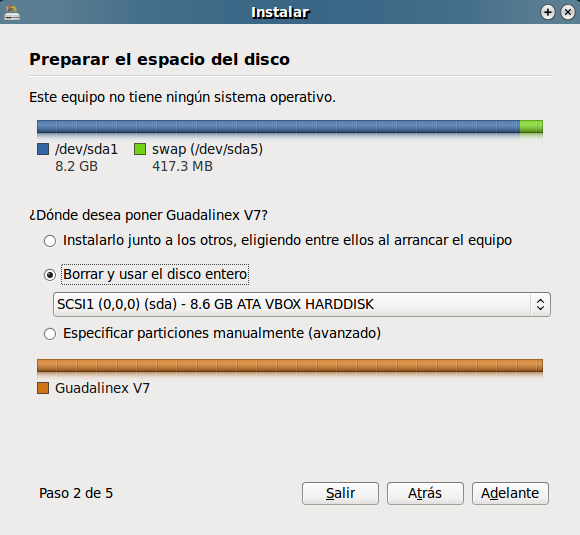 Instalar
Preparar el espacio del disco
Este equipo no tiene ningún sistema operativo.
/dev/sda1 swap (/dev/sda5)
8.2 GB 417.3 MB
¿Dónde desea poner Guadalinex V7?
Instalarlo junto a los otros, eligiendo entre ellos al arrancar el equipo
Borrar y usar el disco entero
SCSI1 (0,0,0) (sda) - 8.6 GB ATA VBOX HARDDISK
Especificar particiones manualmente (avanzado)
Guadalinex V7
Paso 2 de 5 Salir Atrás Adelante